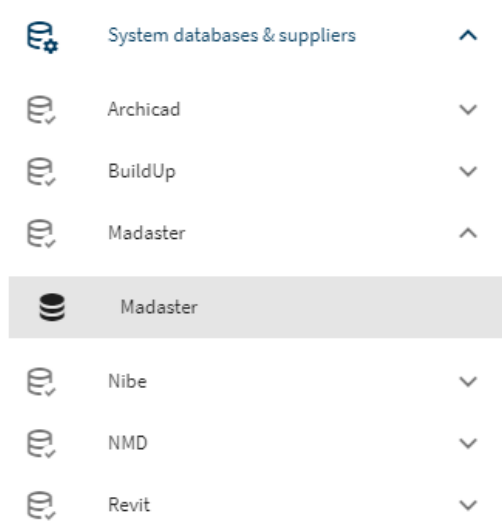 System databases & suppliers
Archicad
BuildUp
Madaster
Madaster
Nibe
NMD
Revit